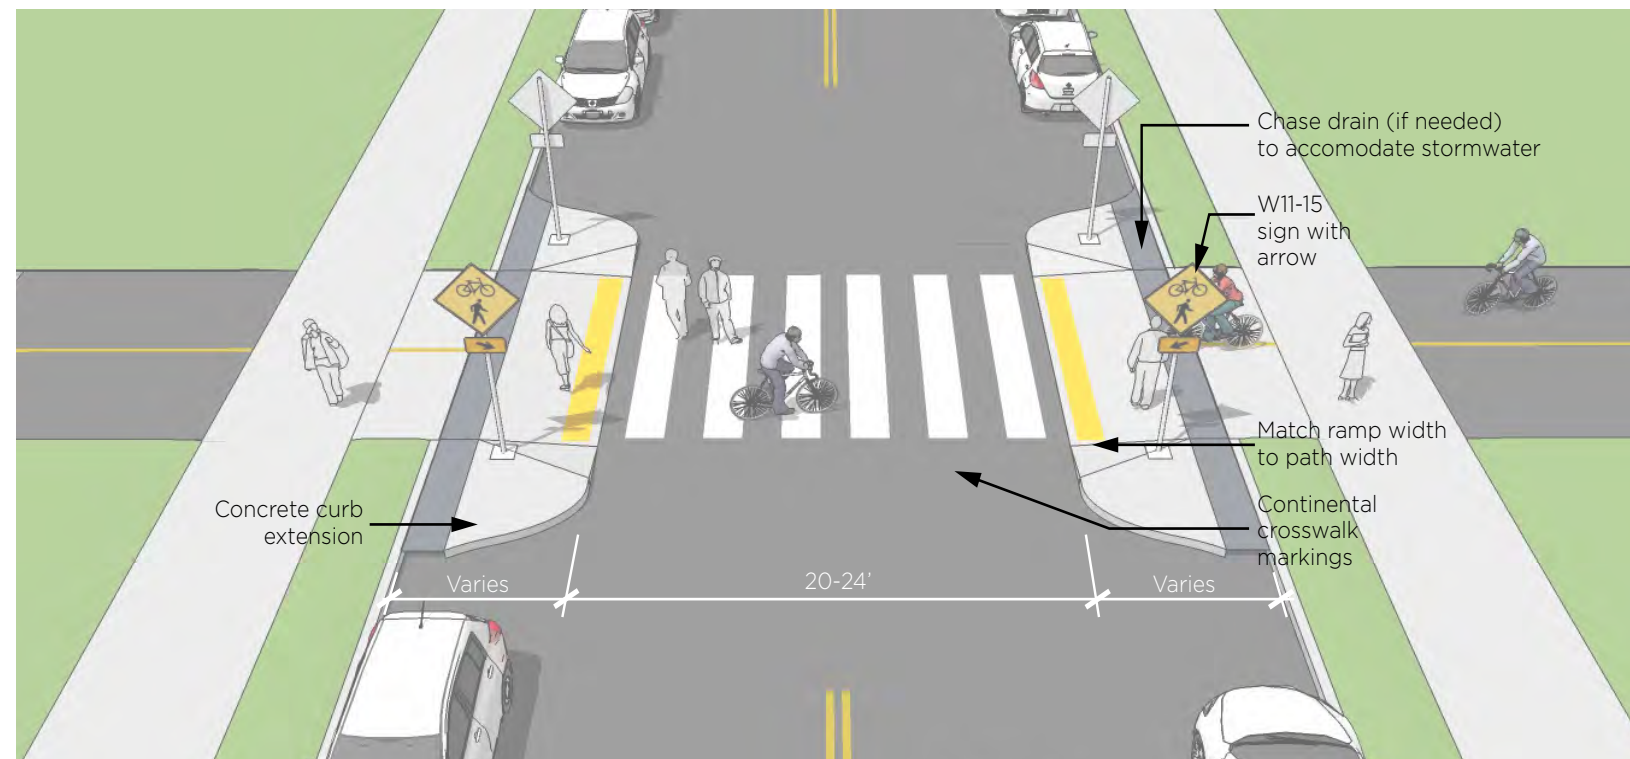 Chase drain (if needed)
to accomodate stormwater
W11-15
sign with
arrow
Match ramp width
to path width
Concrete curb
extension
Continental
crosswalk
markings
Varies
20-24'
Varies